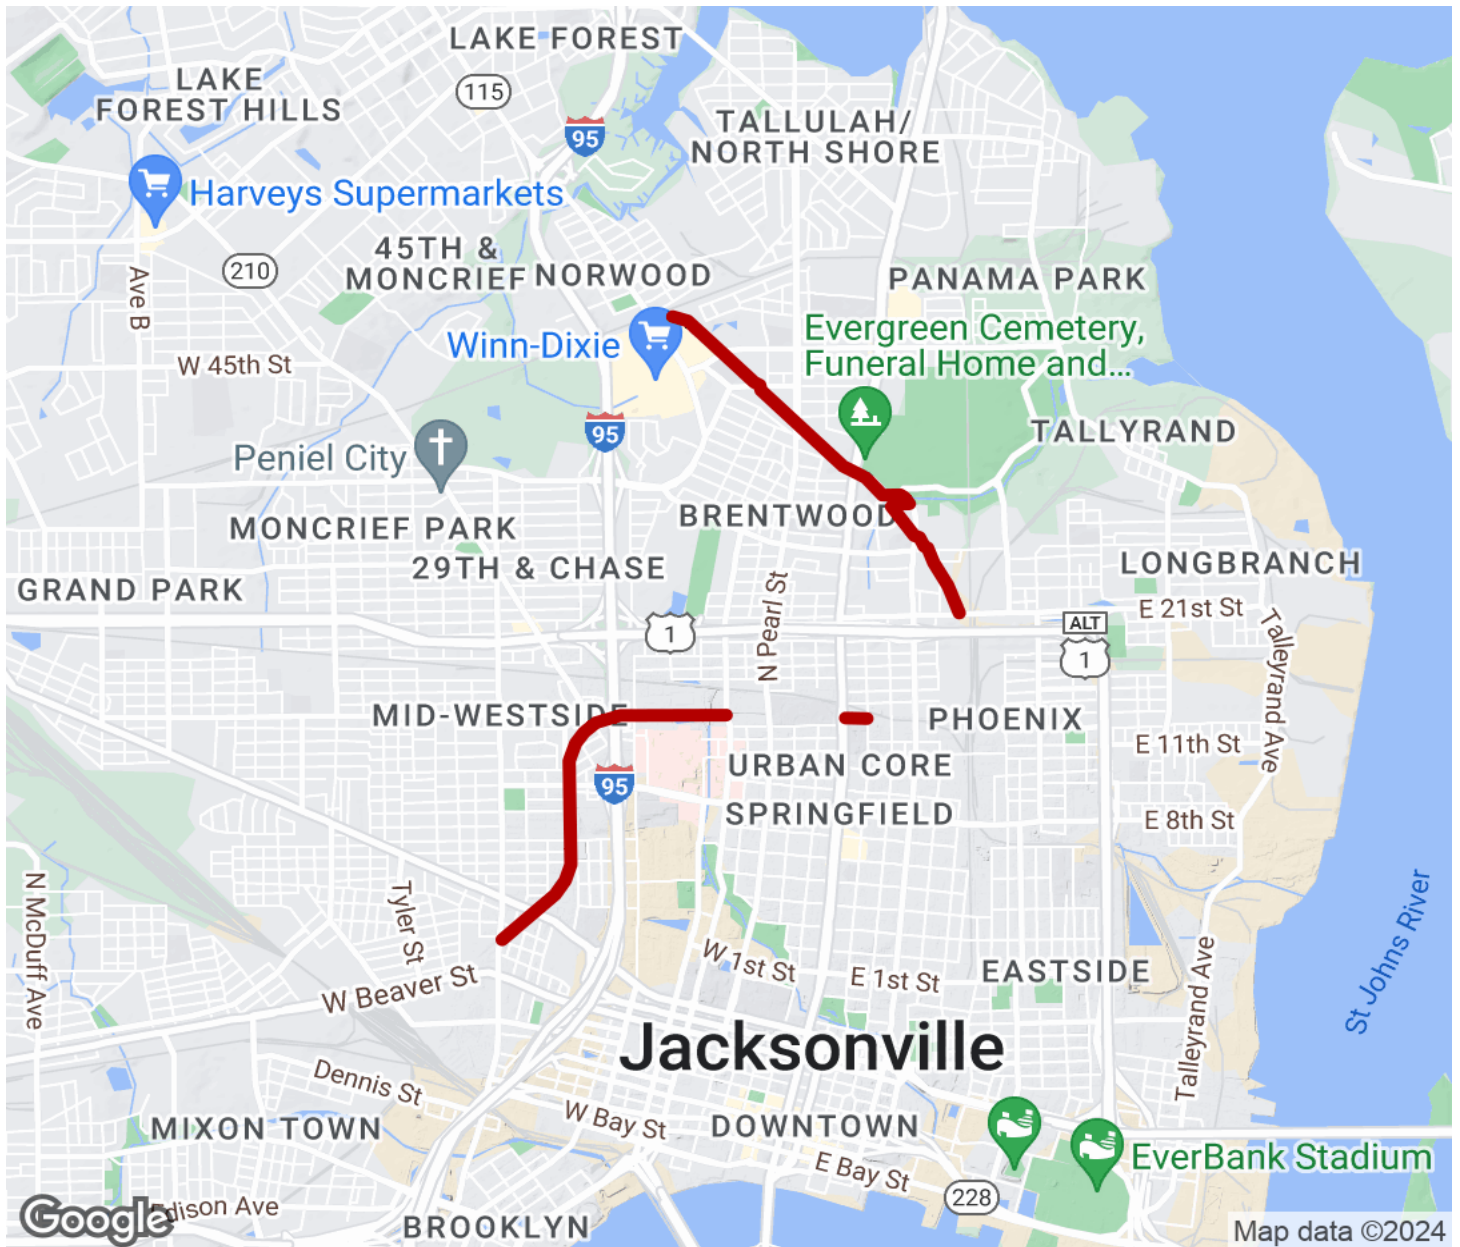 LAKE FOREST
LAKE
FOREST HILLS
115
95
TALLULAH/
NORTH SHORE
Harveys Supermarkets
45TH &
MONCRIEF
NORWOOD
210
PANAMA PARK
Ave B
Evergreen Cemetery,
Funeral Home and...
Winn-Dixie
W 45th St
95
TALLYRAND
Peniel City
BRENTWOOD
MONCRIEF PARK
29TH & CHASE
LONGBRANCH
GRAND PARK
E 21st St
N Pearl St
1
ALT
1
Talleyrand Ave
MID-WESTSIDE
PHOENIX
E 11th St
URBAN CORE
95
SPRINGFIELD
E 8th St
N McDuff Ave
Tyler St
St Johns River
W 1st St
E 1st St
EASTSIDE
W Beaver St
Talleyrand Ave
Jacksonville
Dennis St
W Bay St
DOWNTOWN
MIXON TOWN
E Bay St
EverBank Stadium
228
Google
Edison Ave
BROOKLYN
Map data ©2024